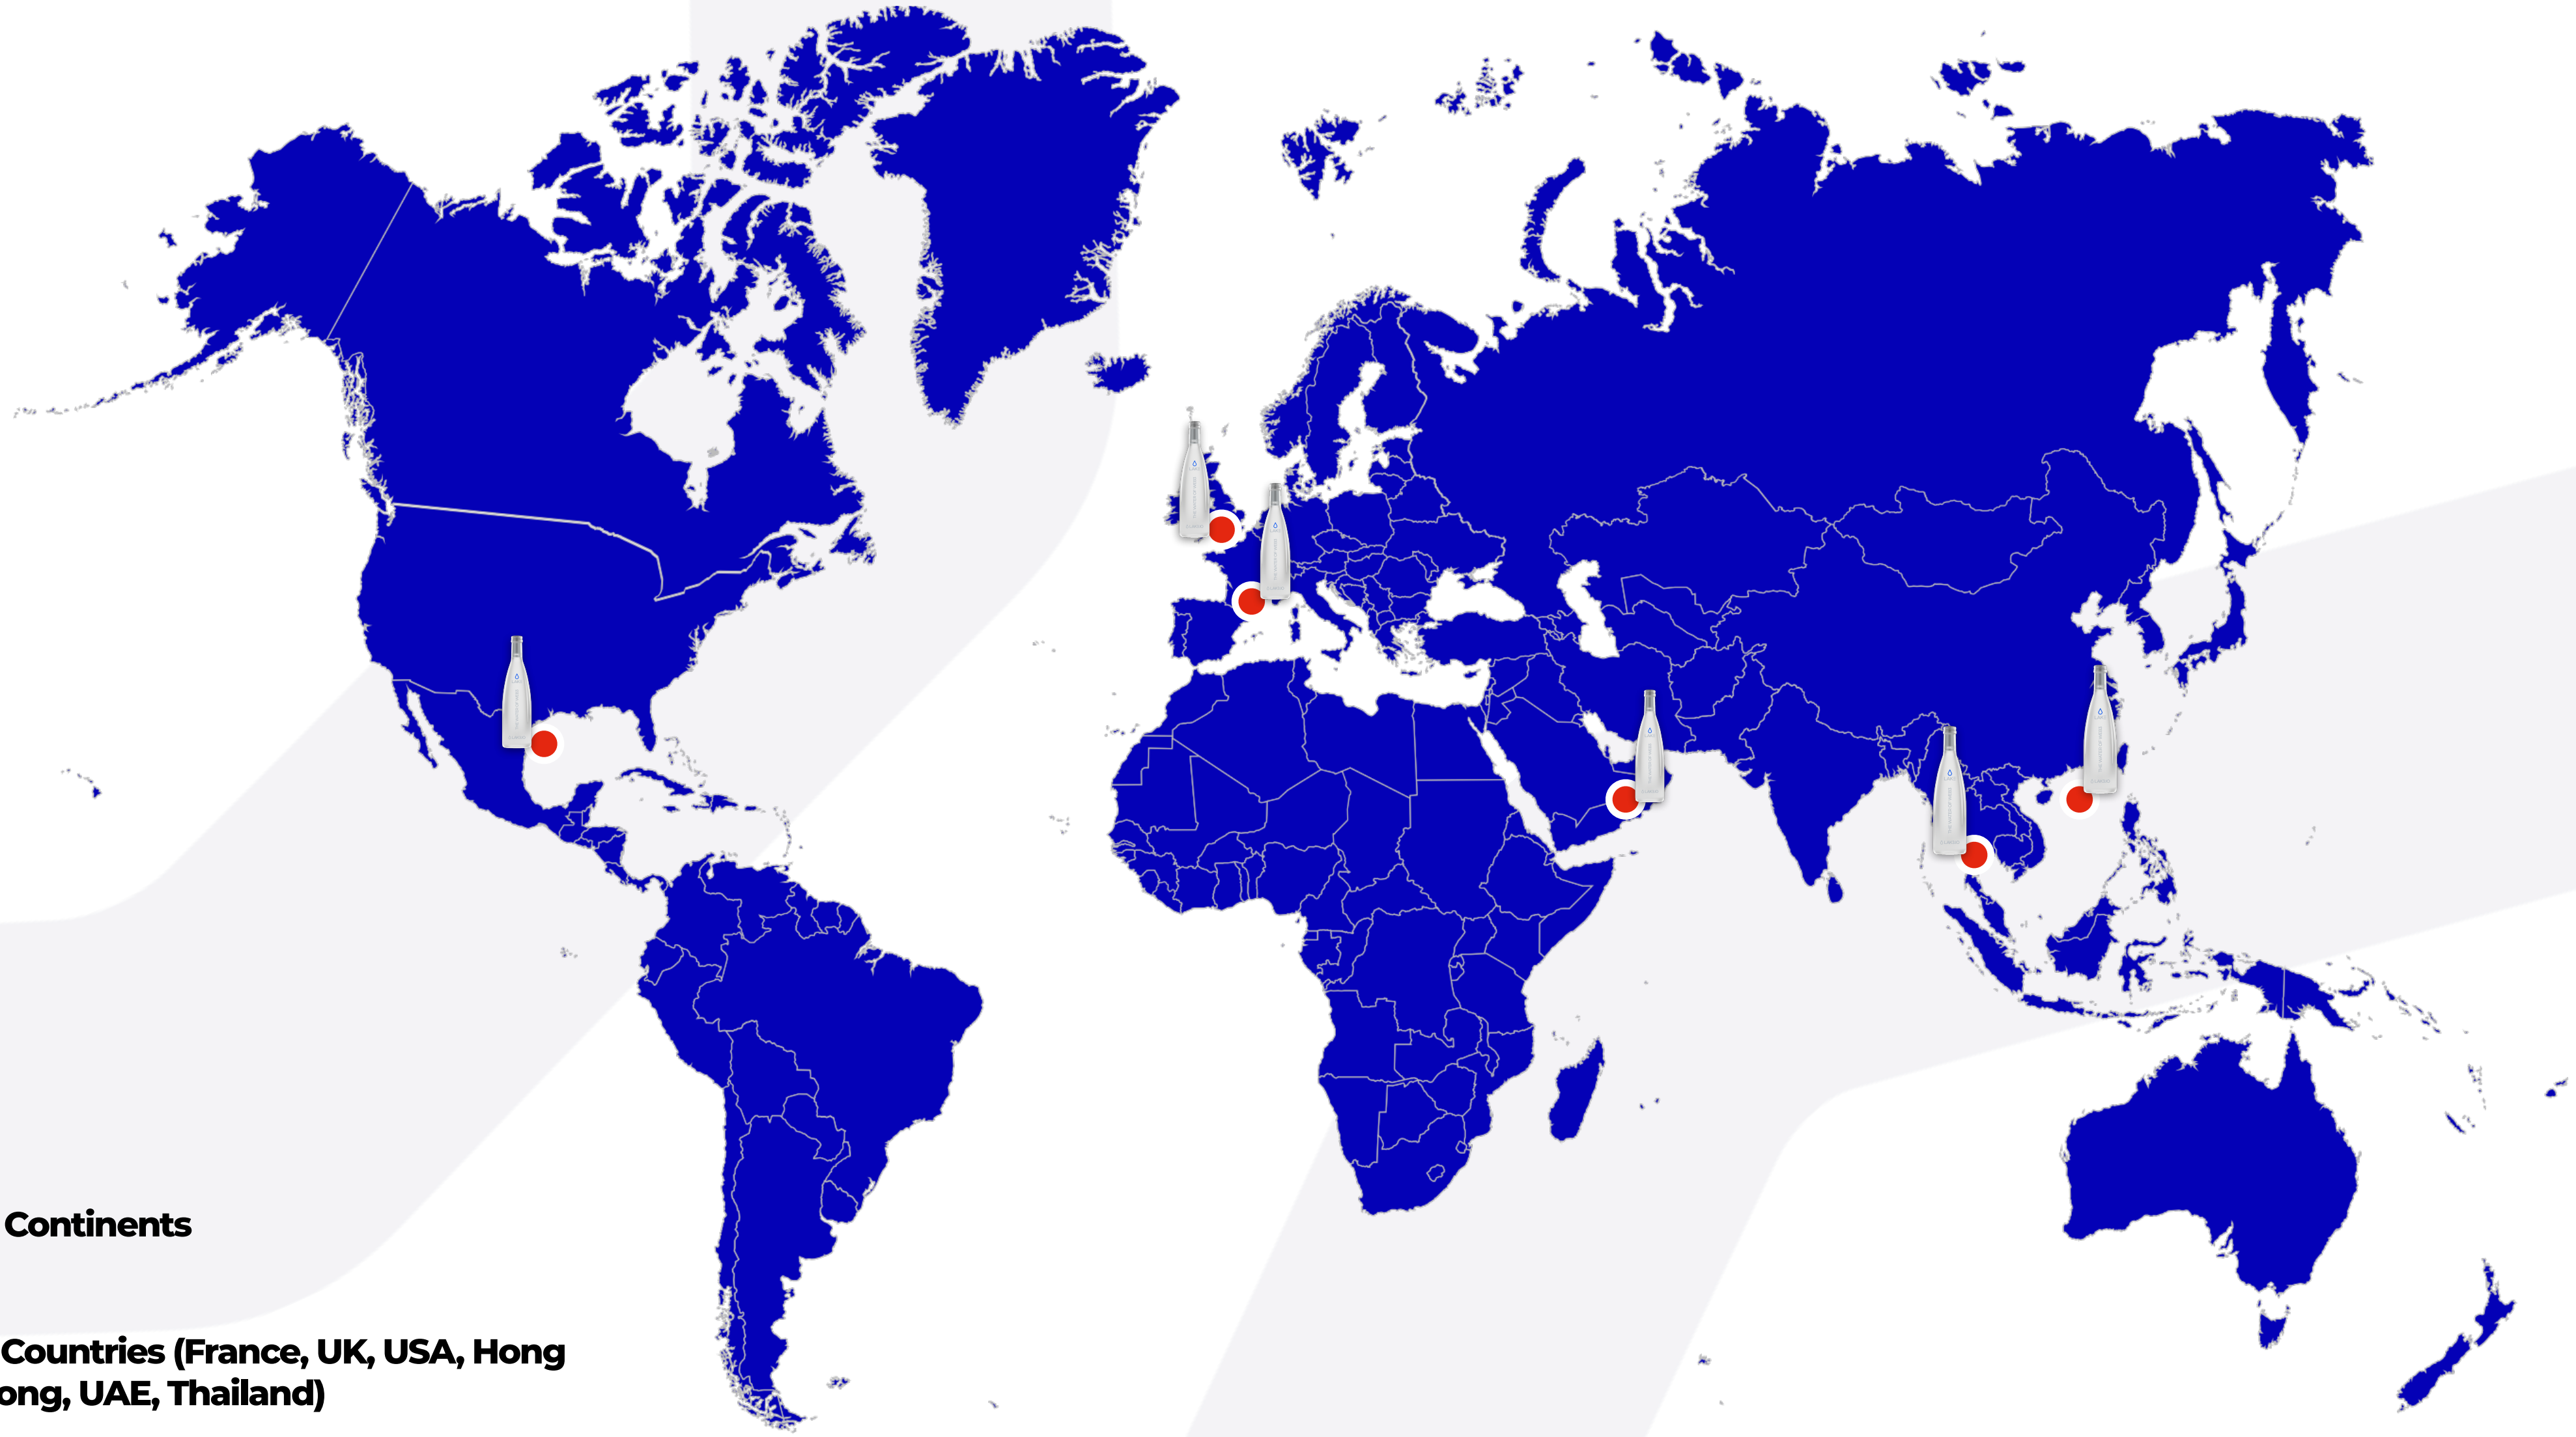 Continents
Countries (France, UK, USA, Hong
ong, UAE, Thailand)